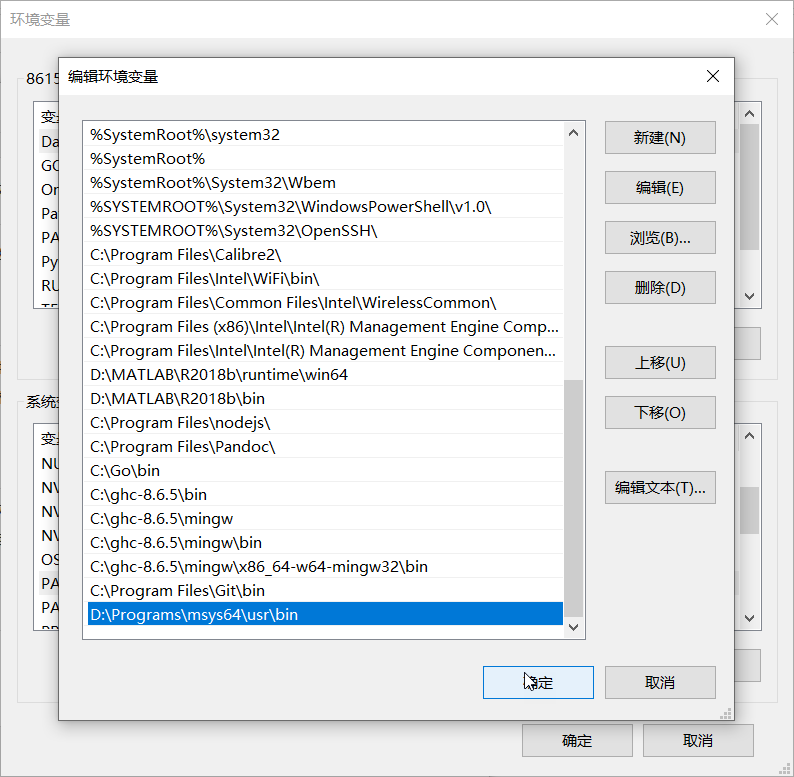 环境变量
8615
编辑环境变量
变
Da
GO
On
Pa
PA
Py
RU
%SystemRoot%\system32
%SystemRoot%
%SystemRoot%\System32\Wbem
%SYSTEMROOT%\System32\WindowsPowerShell\v1.0\
%SYSTEMROOT%\System32\OpenSSH\
C:\Program Files\Calibre2\
C:\Program Files\Intel\WiFi\bin\
C:\Program Files\Common Files\Intel\WirelessCommon\
C:\Program Files (x86)\Intel\Intel(R) Management Engine Comp...
C:\Program Files\Intel\Intel(R) Management Engine Componen...
D:\MATLAB\R2018b\runtime\win64
D:\MATLAB\R2018b\bin
C:\Program Files\nodejs\
C:\Program Files\Pandoc\
C:\Go\bin
C:\ghc-8.6.5\bin
C:\ghc-8.6.5\mingw
C:\ghc-8.6.5\mingw\bin
C:\ghc-8.6.5\mingw\x86_64-w64-mingw32\bin
C:\Program Files\Git\bin
D:\Programs\msys64\usr\bin
新建(N)
编辑(E)
浏览(B)...
删除(D)
上移(U)
下移(O)
编辑文本(T)...
系统变
变
NU
NV
NV
NV
OS
PA
PA
确定
取消
确定
取消